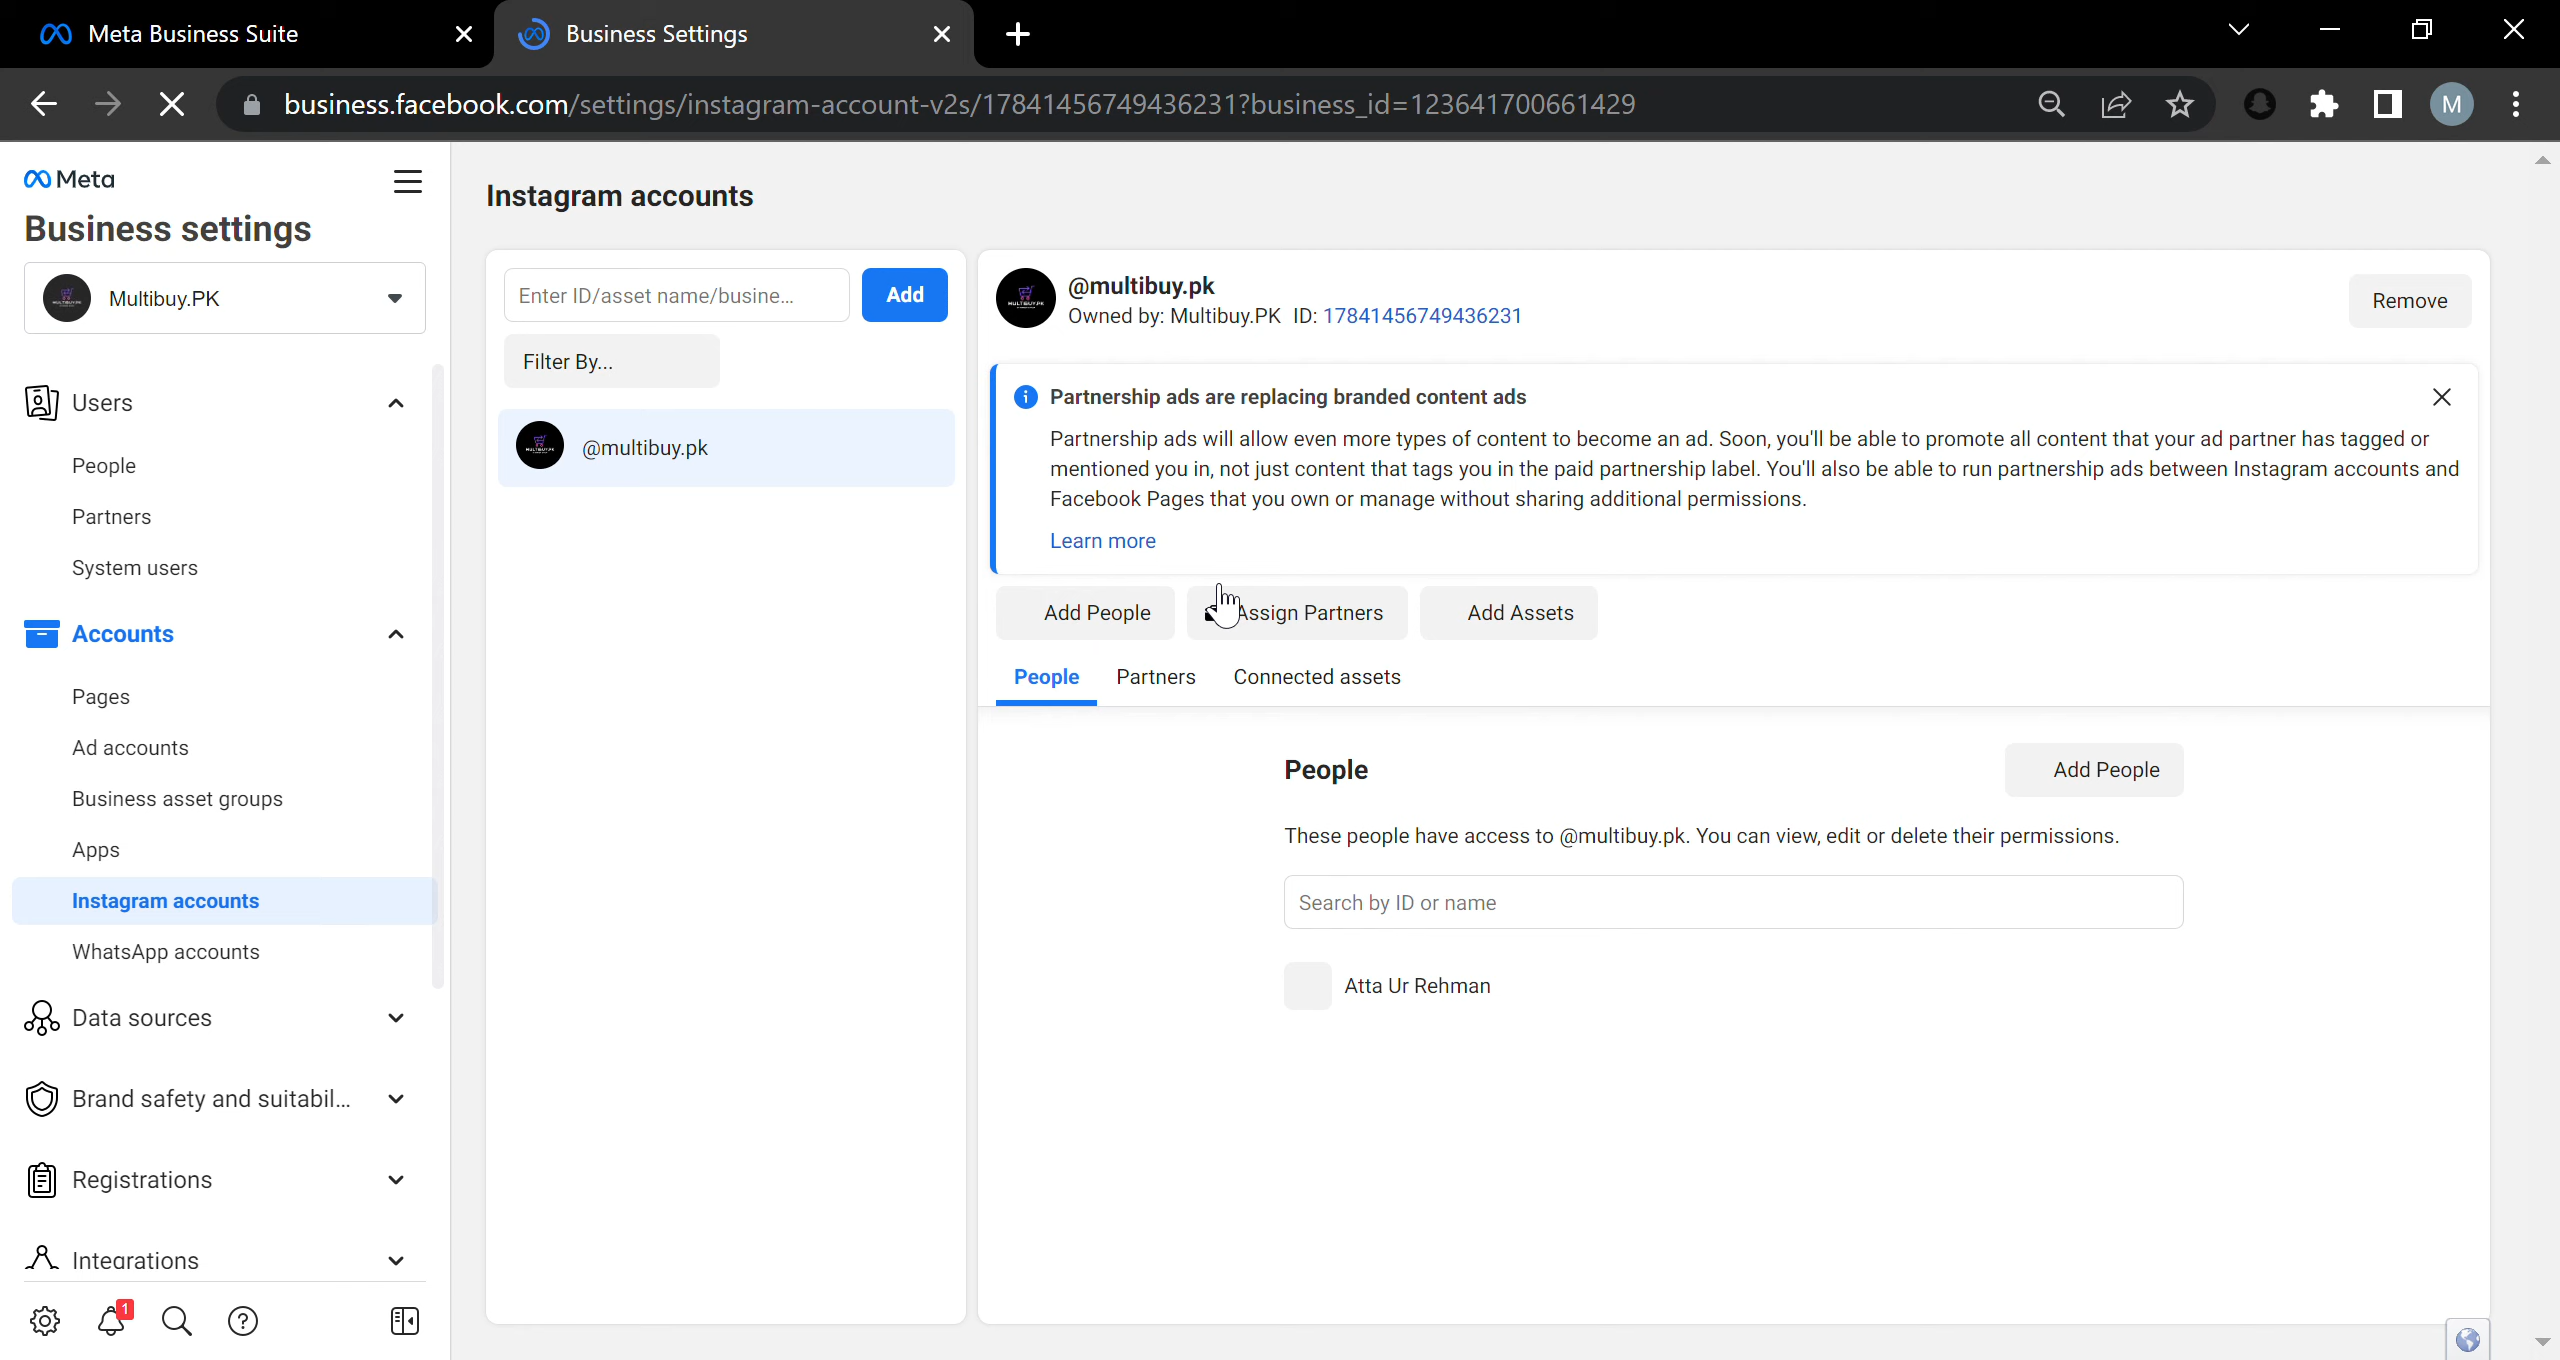 Meta Business Suite
Business Settings
business.facebook.com/settings/instagram-account-v2s/17841456749436231?business_id=123641700661429
M
Meta
Business settings
Multibuy.PK
Users
People
Partners
System users
Accounts
Pages
Ad accounts
Business asset groups
Apps
Instagram accounts
WhatsApp accounts
Data sources
Brand safety and suitabil...
Registrations
Integrations
1
Instagram accounts
Enter ID/asset name/busine...
Add
Filter By...
@multibuy.pk
@multibuy.pk
Owned by: Multibuy.PK ID: 17841456749436231
Remove
Partnership ads are replacing branded content ads
Partnership ads will allow even more types of content to become an ad. Soon, you'll be able to promote all content that your ad partner has tagged or
mentioned you in, not just content that tags you in the paid partnership label. You'll also be able to run partnership ads between Instagram accounts and
Facebook Pages that you own or manage without sharing additional permissions.
Learn more
Add People
Assign Partners
Add Assets
People
Partners
Connected assets
People
Add People
These people have access to @multibuy.pk. You can view, edit or delete their permissions.
Search by ID or name
Atta Ur Rehman